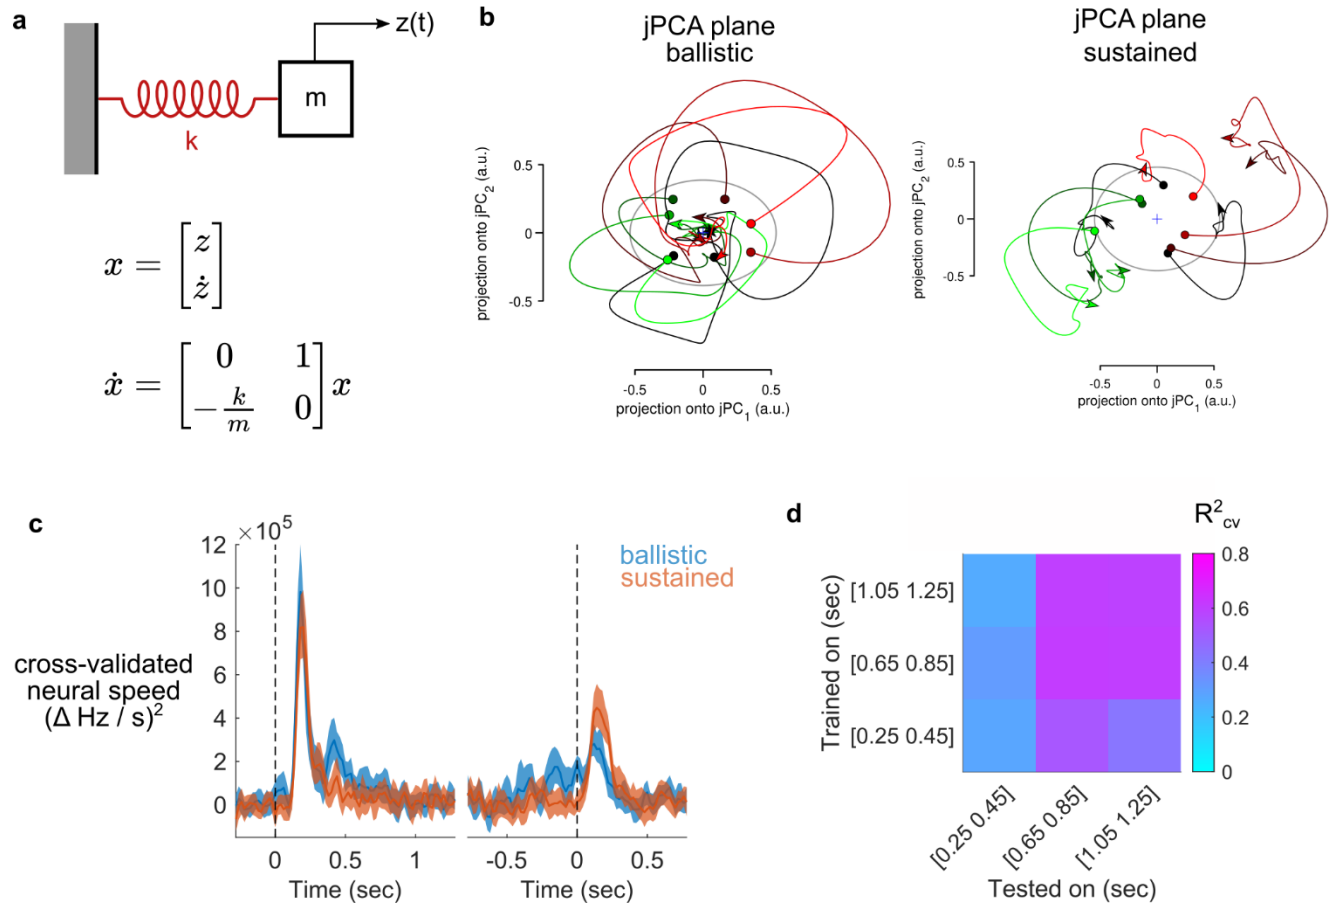 a
z(t)
m
k
x = [z ż]
ẋ = [0 1 -k/m 0] x
b
jPCA plane
ballistic
projection onto jPC2 (a.u.)
0.5
0
-0.5
-0.5 0 0.5
projection onto jPC1 (a.u.)
jPCA plane
sustained
projection onto jPC2 (a.u.)
0.5
0
-0.5
-0.5 0 0.5
projection onto jPC1 (a.u.)
c
×10^5
ballistic
sustained
cross-validated
neural speed
(Δ Hz / s)^2
12
10
8
6
4
2
0
0 0.5 1
Time (sec)
-0.5 0 0.5
Time (sec)
d
R^2cv
Trained on (sec)
[1.05 1.25]
[0.65 0.85]
[0.25 0.45]
[0.25 0.45]
[0.65 0.85]
[1.05 1.25]
Tested on (sec)
0.8
0.6
0.4
0.2
0